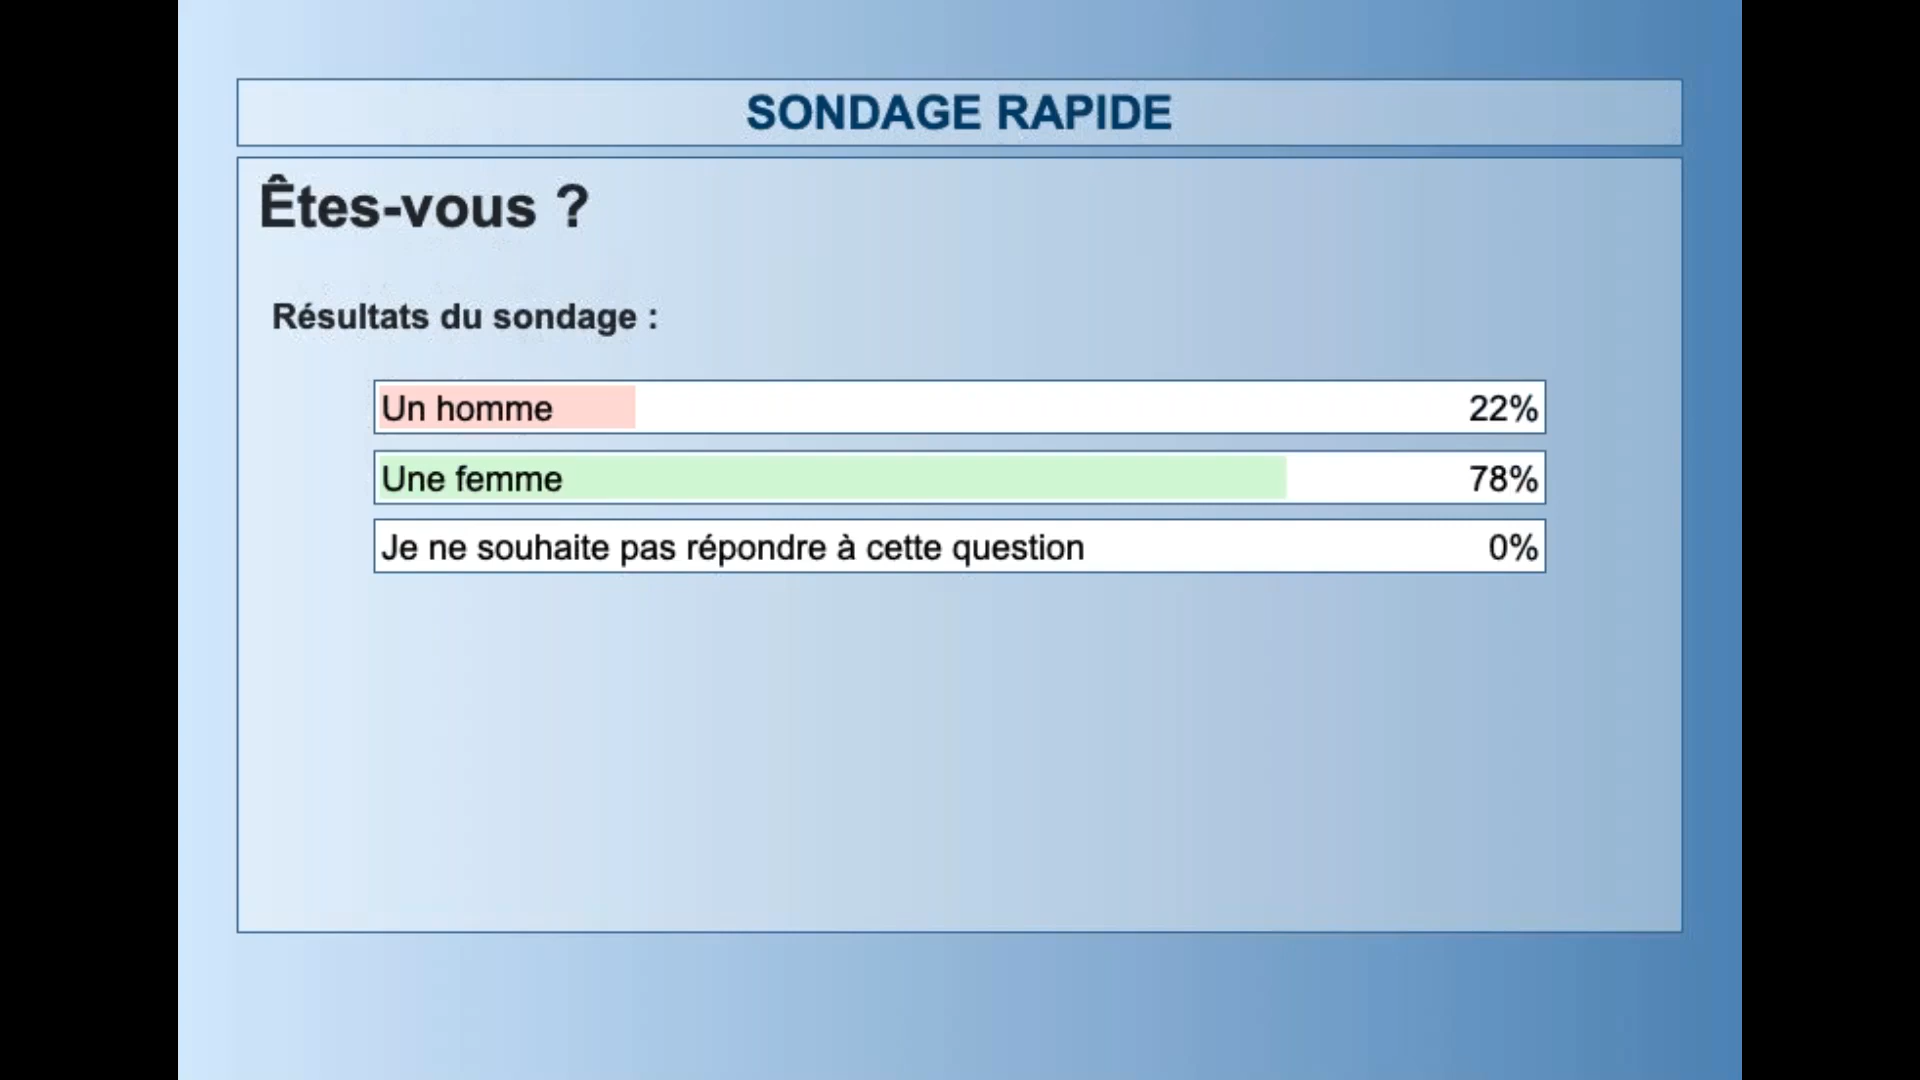 SONDAGE RAPIDE
Êtes-vous ?
Résultats du sondage :
Un homme 22%
Une femme 78%
Je ne souhaite pas répondre à cette question 0%